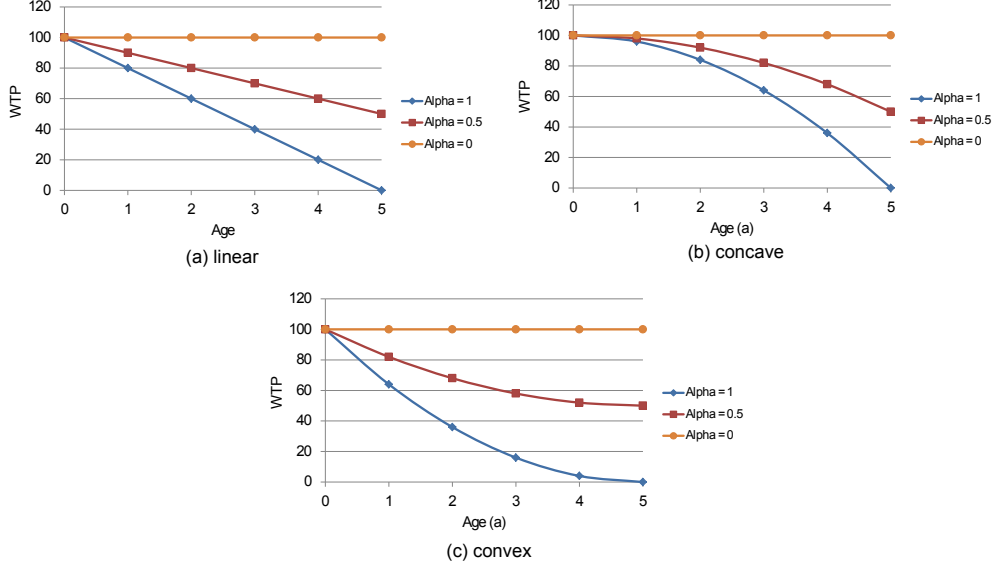 120
100
80
60
40
20
0
WTP
0 1 2 3 4 5
Age
Alpha = 1
Alpha = 0.5
Alpha = 0
(a) linear
120
100
80
60
40
20
0
WTP
0 1 2 3 4 5
Age (a)
Alpha = 1
Alpha = 0.5
Alpha = 0
(b) concave
120
100
80
60
40
20
0
WTP
0 1 2 3 4 5
Age (a)
Alpha = 1
Alpha = 0.5
Alpha = 0
(c) convex